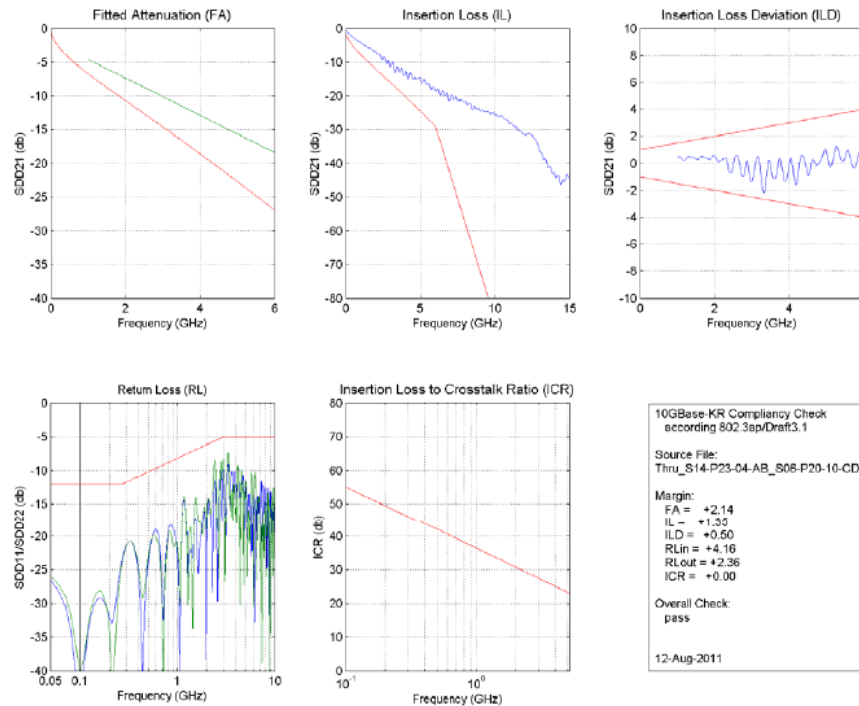 Fitted Attenuation (FA)
0
-5
-10
-15
-20
-25
-30
-35
-40
SDD21 (db)
0
2
4
6
Frequency (GHz)
Insertion Loss (IL)
0
-10
-20
-30
-40
-50
-60
-70
-80
SDD21 (db)
0
5
10
15
Frequency (GHz)
Insertion Loss Deviation (ILD)
10
8
6
4
2
0
-2
-4
-6
-8
-10
SDD21 (db)
0
2
4
Frequency (GHz)
Return Loss (RL)
0
-5
-10
-15
-20
-25
-30
-35
-40
SDD11/SDD22 (db)
0.05
0.1
1
10
Frequency (GHz)
Insertion Loss to Crosstalk Ratio (ICR)
80
70
60
50
40
30
20
10
0
ICR (db)
10^-1
10^0
Frequency (GHz)
10GBase-KR Compliancy Check
according 802.3ap/Draft3.1
Source File:
Thru_S14-P23-04-AB_S06-P20-10-CD
Margin:
FA = +2.14
IL = +1.35
ILD = +0.50
RLin = +4.16
RLout = +2.36
ICR = +0.00
Overall Check:
pass
12-Aug-2011